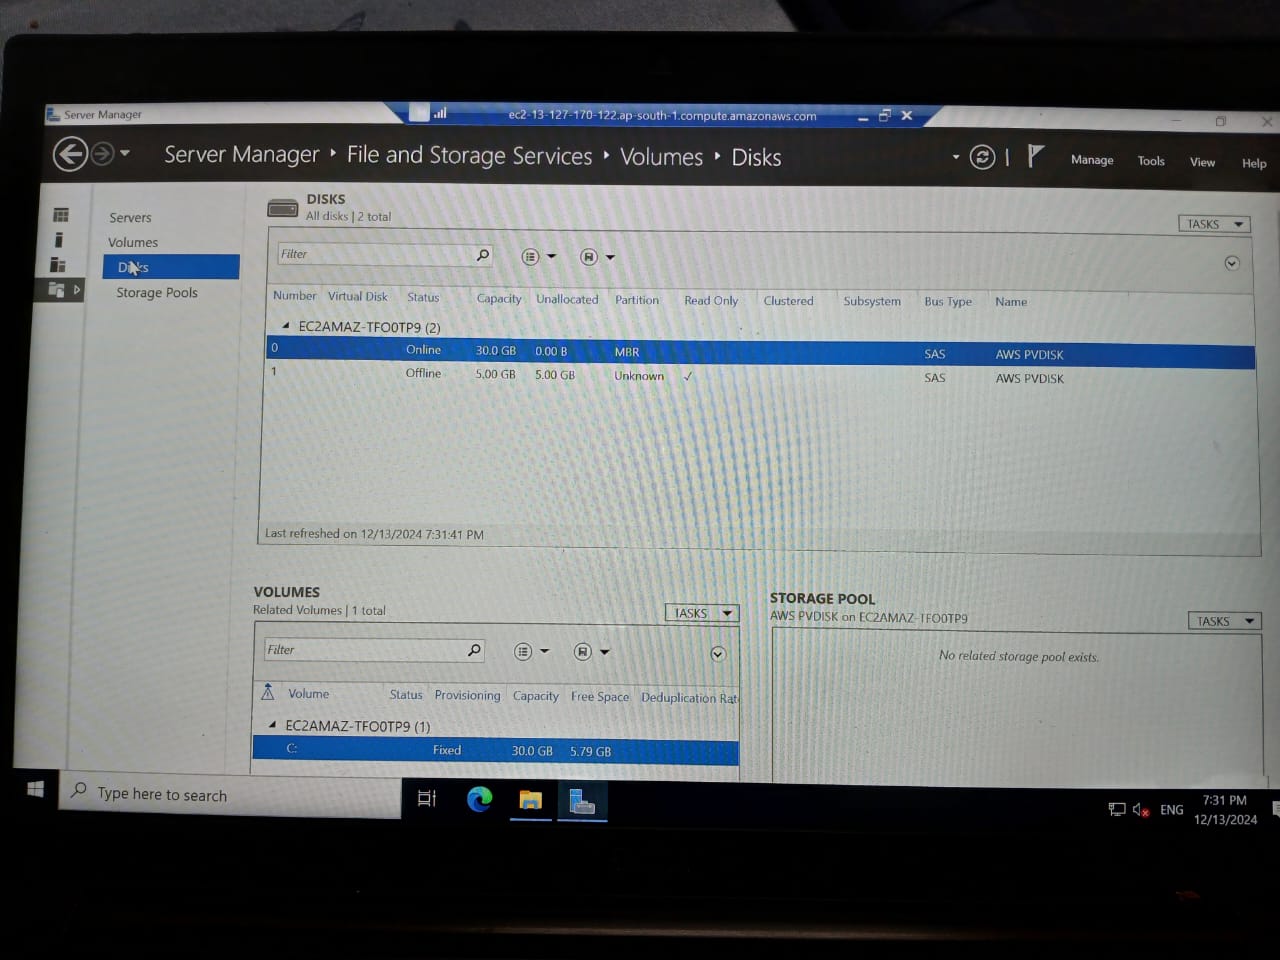 Server Manager
ec2-13-127-170-122.ap-south-1.compute.amazonaws.com
Server Manager ‣ File and Storage Services ‣ Volumes ‣ Disks
Manage Tools View Help
Servers
Volumes
Disks
Storage Pools
DISKS
All disks | 2 total
TASKS
Filter
Number Virtual Disk Status Capacity Unallocated Partition Read Only Clustered Subsystem Bus Type Name
EC2AMAZ-TFO0TP9 (2)
0 Online 30.0 GB 0.00 B MBR SAS AWS PVDISK
1 Offline 5.00 GB 5.00 GB Unknown ✓ SAS AWS PVDISK
Last refreshed on 12/13/2024 7:31:41 PM
VOLUMES
Related Volumes | 1 total
TASKS
Filter
Volume Status Provisioning Capacity Free Space Deduplication Rat
EC2AMAZ-TFO0TP9 (1)
C: Fixed 30.0 GB 5.79 GB
STORAGE POOL
AWS PVDISK on EC2AMAZ-TFO0TP9
TASKS
No related storage pool exists.
Type here to search
ENG
7:31 PM
12/13/2024